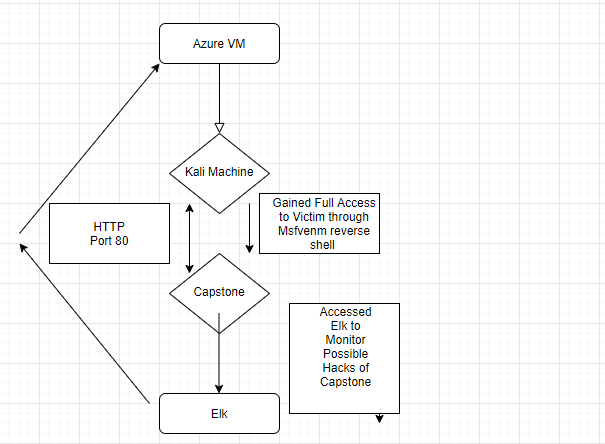 Azure VM
Kali Machine
Gained Full Access
to Victim through
Msfvenm reverse
shell
HTTP
Port 80
Capstone
Accessed
Elk to
Monitor
Possible
Hacks of
Capstone
Elk